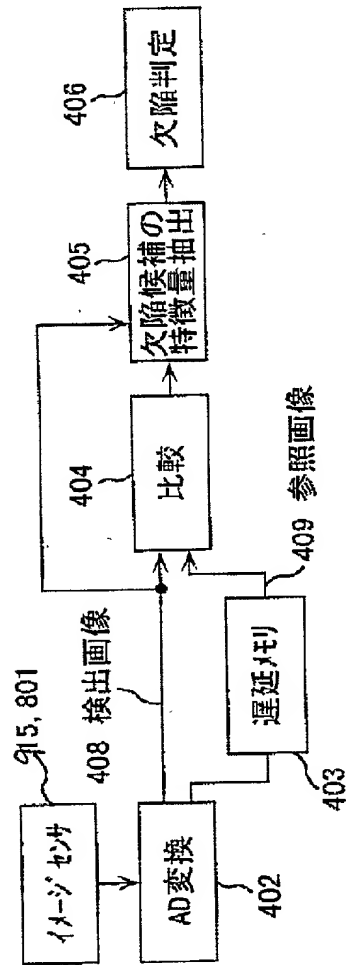 915, 801
イメージセンサ
AD変換
402
408 検出画像
遅延メモリ
403
409 参照画像
404
比較
405
欠陥候補の
特徴量抽出
406
欠陥判定